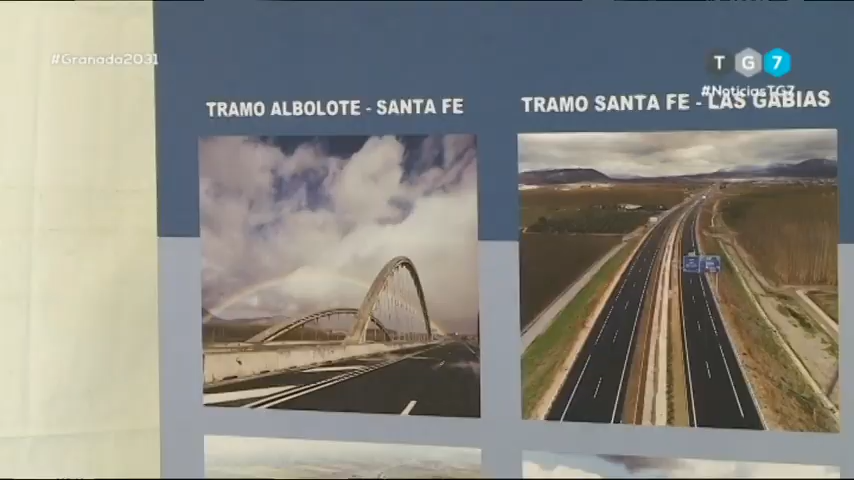 #Granada2031
TG7
#NoticiasTG7
TRAMO ALBOLOTE - SANTA FE
TRAMO SANTA FE - LAS GABIAS